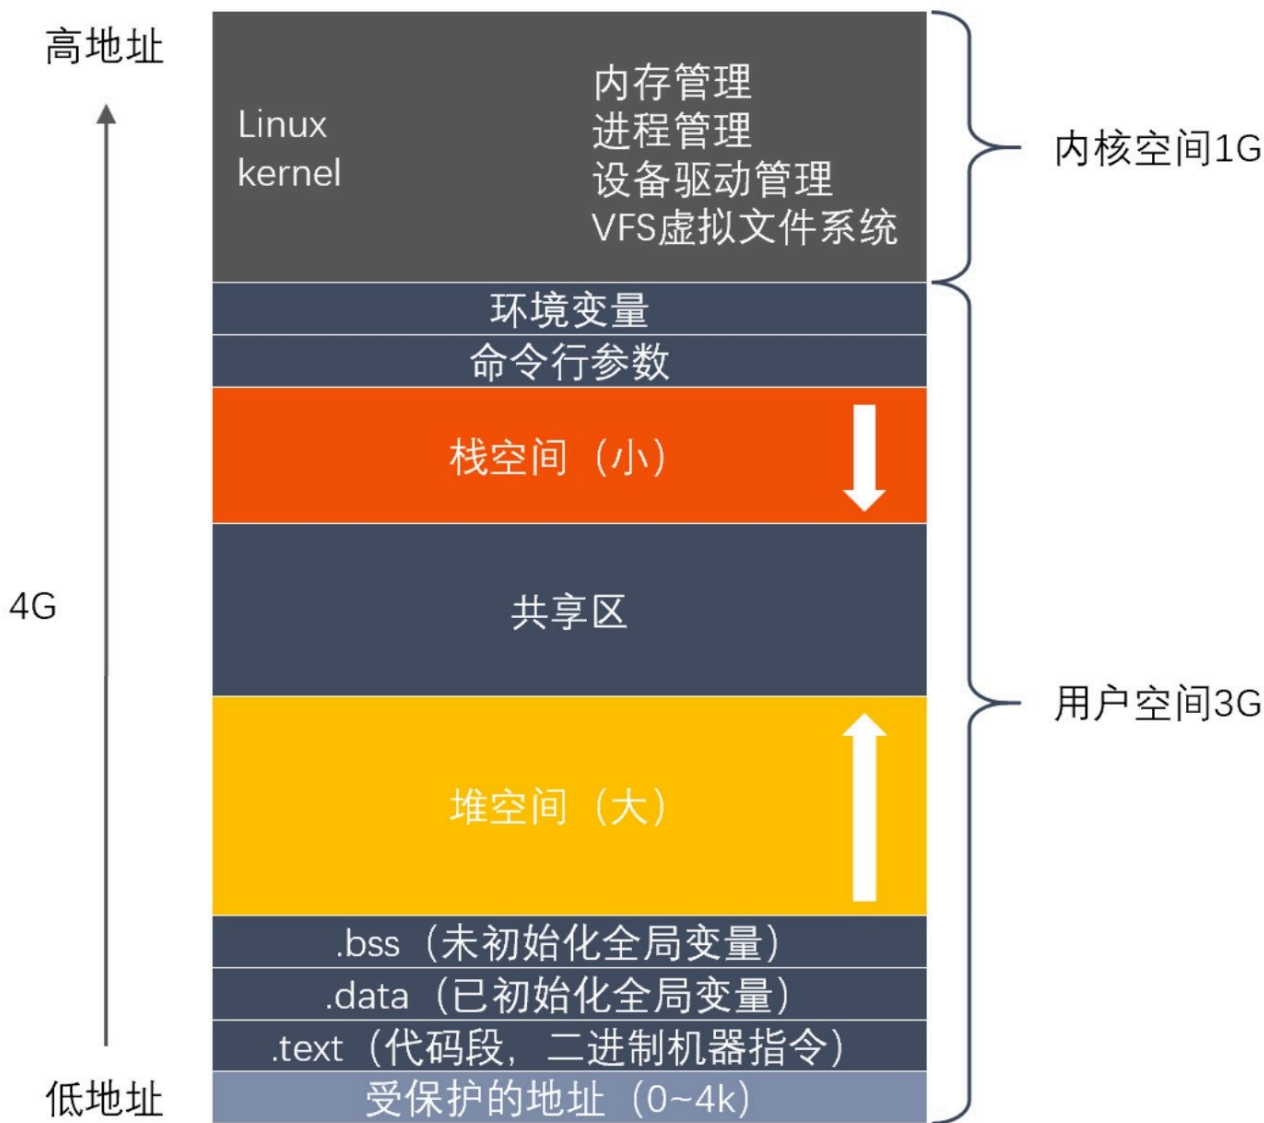 高地址
Linux
kernel
内存管理
进程管理
设备驱动管理
VFS虚拟文件系统
内核空间1G
环境变量
命令行参数
栈空间（小）
共享区
4G
用户空间3G
堆空间（大）
.bss（未初始化全局变量）
.data（已初始化全局变量）
.text（代码段，二进制机器指令）
低地址
受保护的地址（0~4k）